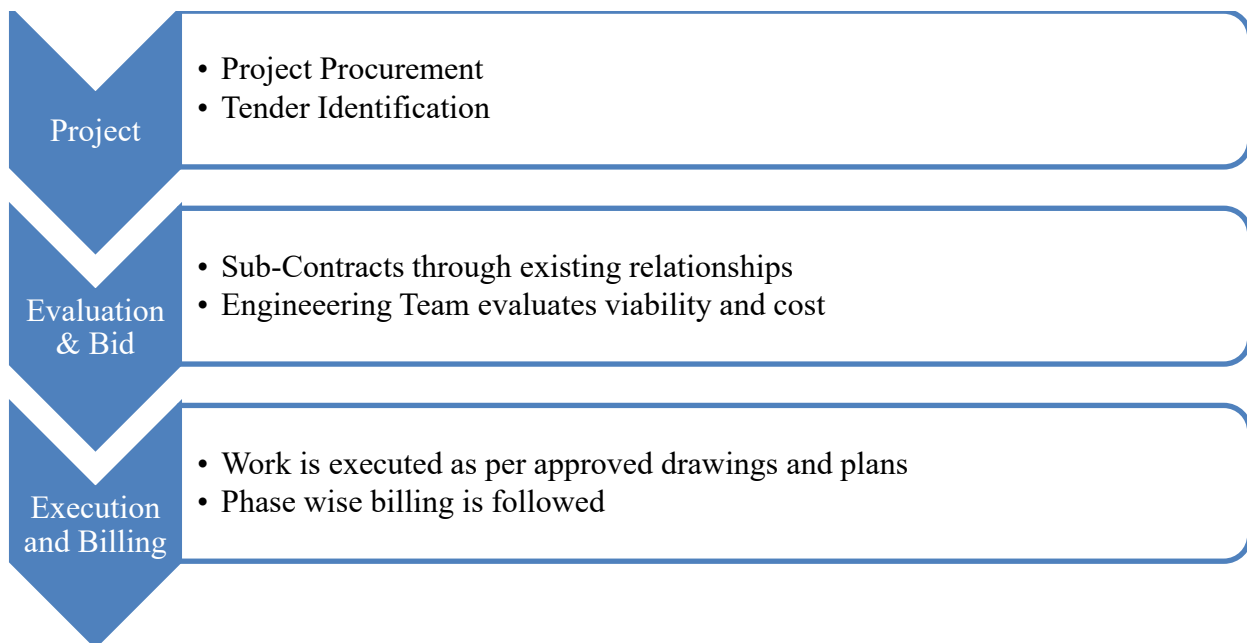 Project
• Project Procurement
• Tender Identification
Evaluation
& Bid
• Sub-Contracts through existing relationships
• Engineeering Team evaluates viability and cost
Execution
and Billing
• Work is executed as per approved drawings and plans
• Phase wise billing is followed